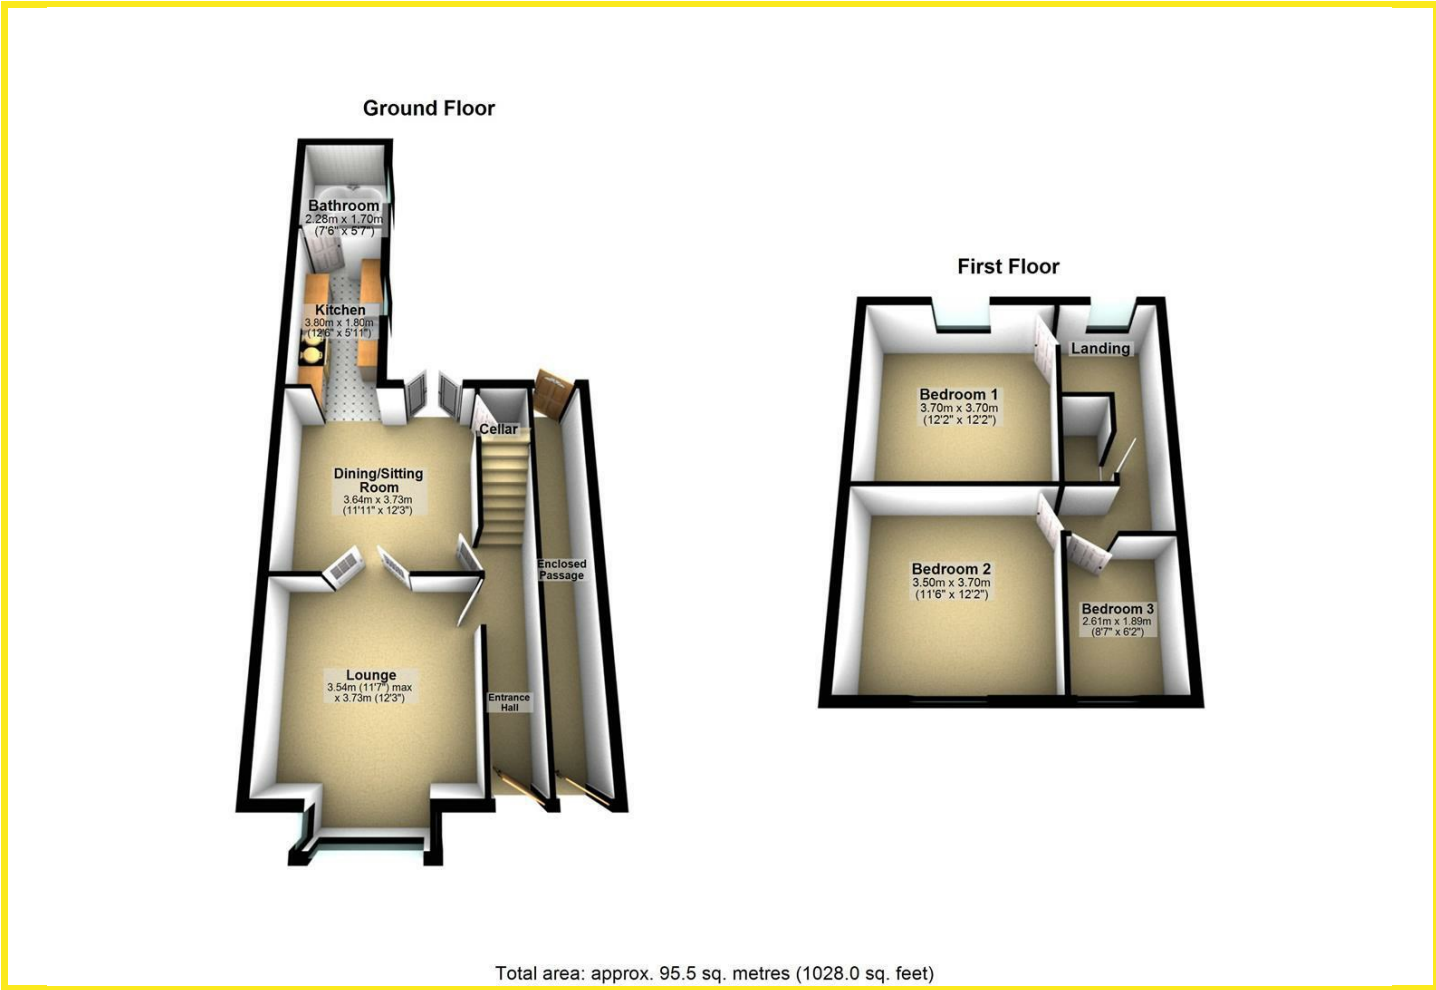 Ground Floor
Bathroom
2.28m x 1.70m
(7'6" x 5'7")
Kitchen
3.80m x 1.80m
(12'6" x 5'11")
Cellar
Dining/Sitting
Room
3.64m x 3.73m
(11'11" x 12'3")
Enclosed
Passage
Lounge
3.54m (11'7") max
x 3.73m (12'3")
Entrance
Hall
First Floor
Landing
Bedroom 1
3.70m x 3.70m
(12'2" x 12'2")
Bedroom 2
3.50m x 3.70m
(11'6" x 12'2")
Bedroom 3
2.61m x 1.89m
(8'7" x 6'2")
Total area: approx. 95.5 sq. metres (1028.0 sq. feet)